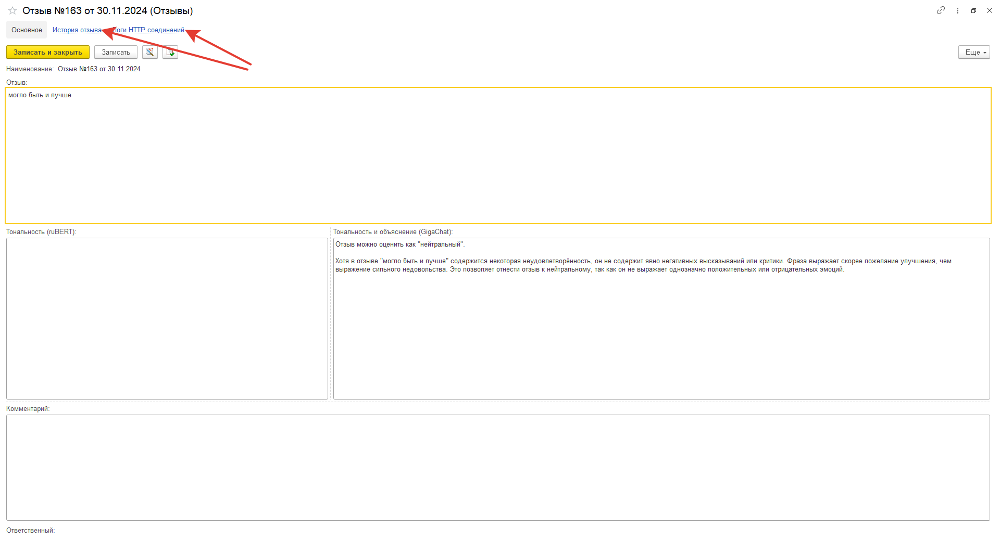 Отзыв №163 от 30.11.2024 (Отзывы)
Основное История отзыва Логи HTTP соединений
Записать и закрыть Записать Еще
Наименование: Отзыв №163 от 30.11.2024
Отзыв:
могло быть и лучше
Тональность (ruBERT): Тональность и объяснение (GigaChat):
Отзыв можно оценить как "нейтральный".
Хотя в отзыве "могло быть и лучше" содержится некоторая неудовлетворённость, он не содержит явно негативных высказываний или критики. Фраза выражает скорее пожелание улучшения, чем
выражение сильного недовольства. Это позволяет отнести отзыв к нейтральному, так как он не выражает однозначно положительных или отрицательных эмоций.
Комментарий:
Ответственный: